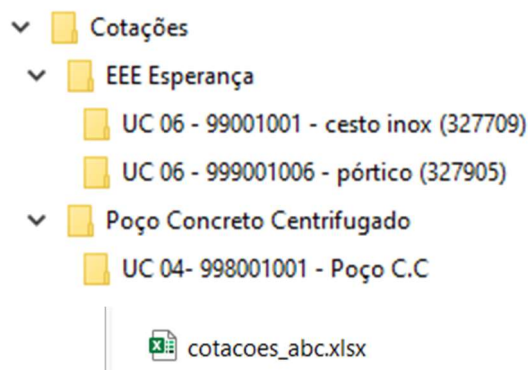 Cotações
EEE Esperança
UC 06 - 99001001 - cesto inox (327709)
UC 06 - 999001006 - pórtico (327905)
Poço Concreto Centrifugado
UC 04- 998001001 - Poço C.C
cotacoes_abc.xlsx